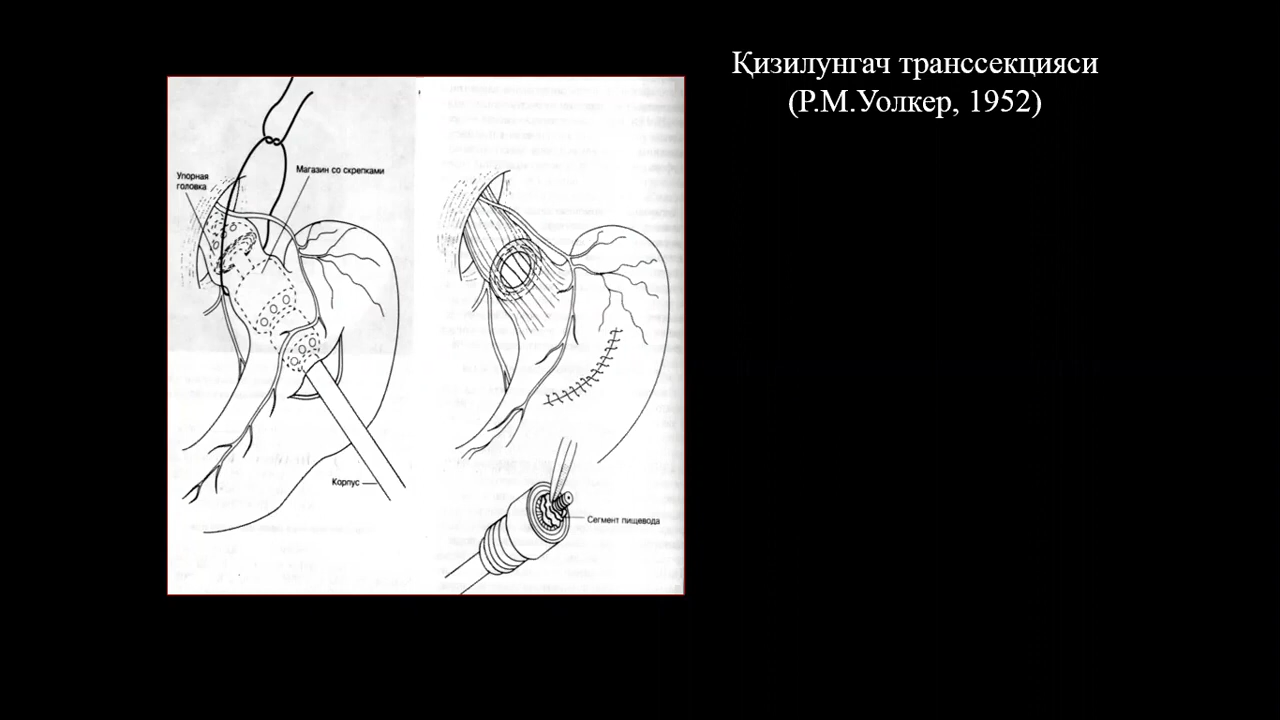 Қизилунгач транссекцияси
(Р.М.Уолкер, 1952)
Упорная
головка
Магазин со скрепками
Корпус
Сегмент пищевода